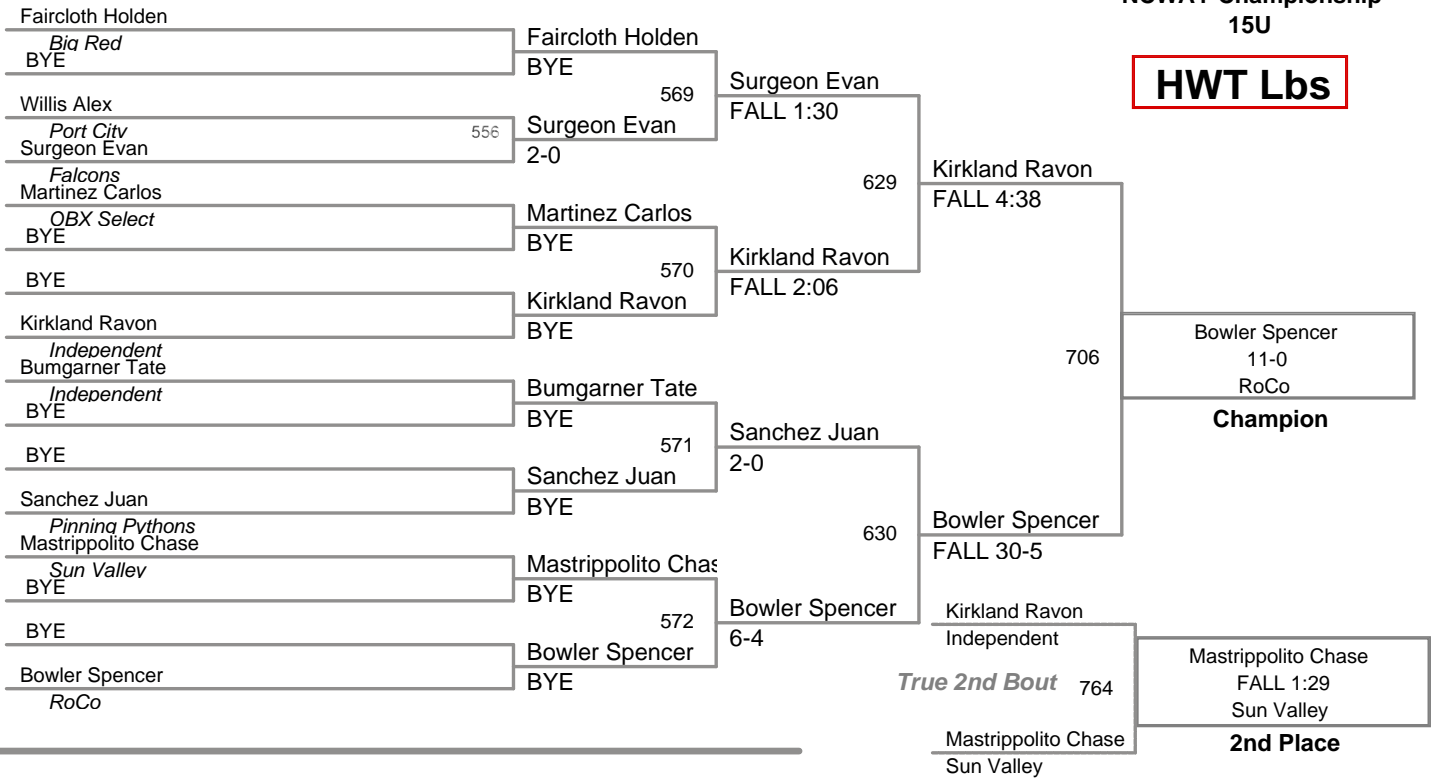 Championship
15U
HWT Lbs
Faircloth Holden
Big Red
BYE
Willis Alex
Port City
Surgeon Evan
Falcons
Martinez Carlos
OBX Select
BYE
BYE
Kirkland Ravon
Independent
Bumgarner Tate
Independent
BYE
BYE
Sanchez Juan
Pinning Pythons
Mastrippolito Chase
Sun Valley
BYE
BYE
Bowler Spencer
RoCo
556
Faircloth Holden
BYE
569
Surgeon Evan
2-0
Martinez Carlos
BYE
570
Kirkland Ravon
BYE
Bumgarner Tate
BYE
571
Sanchez Juan
BYE
Mastrippolito Chas
BYE
572
Bowler Spencer
BYE
Surgeon Evan
FALL 1:30
629
Kirkland Ravon
FALL 2:06
Sanchez Juan
2-0
630
Bowler Spencer
6-4
Kirkland Ravon
FALL 4:38
706
Bowler Spencer
FALL 30-5
Bowler Spencer
11-0
RoCo
Champion
Kirkland Ravon
Independent
True 2nd Bout 764
Mastrippolito Chase
Sun Valley
Mastrippolito Chase
FALL 1:29
Sun Valley
2nd Place